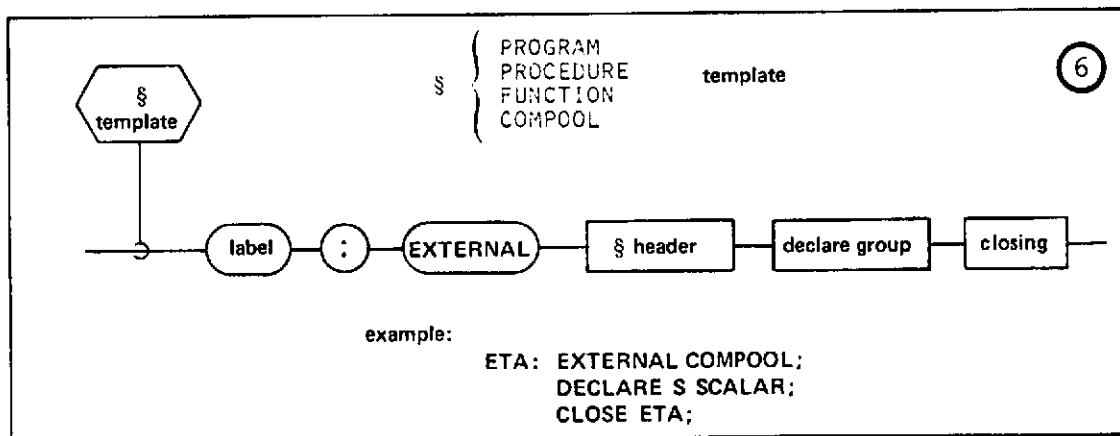 PROGRAM
§ PROCEDURE template
FUNCTION
COMPOOL
6
§
template
label : EXTERNAL § header declare group closing
example:
ETA: EXTERNAL COMPOOL;
DECLARE S SCALAR;
CLOSE ETA;